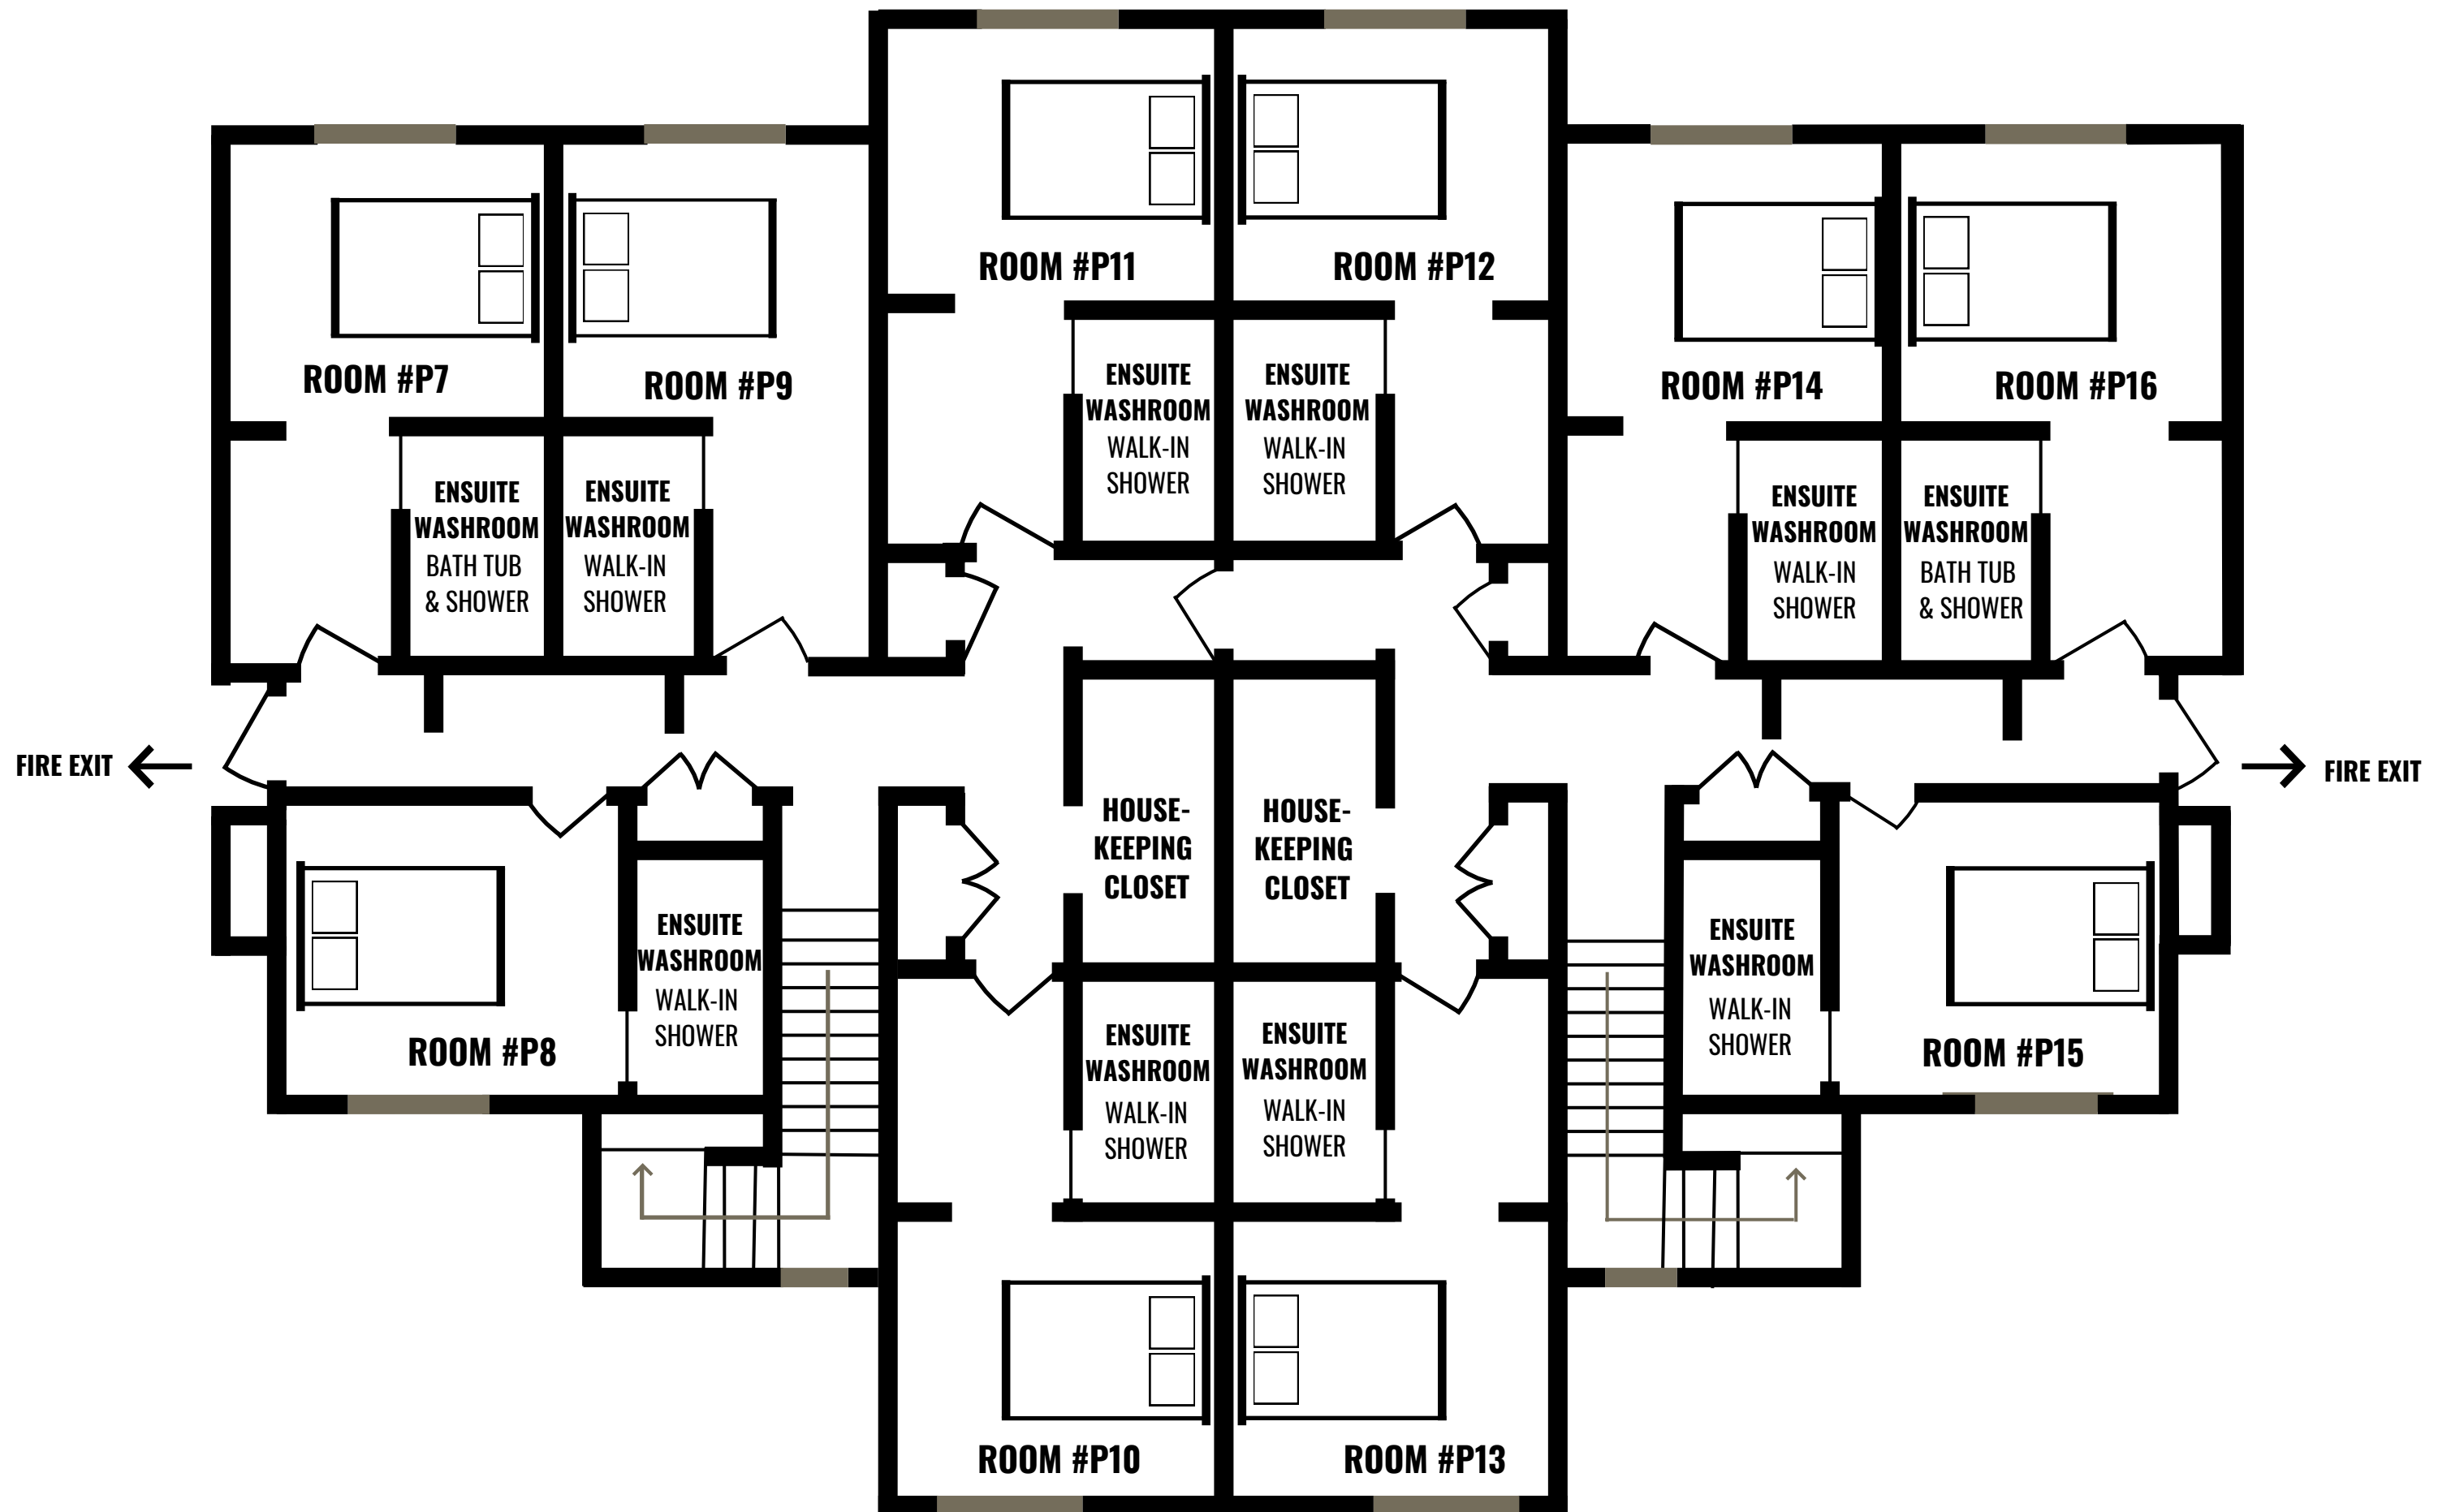 ROOM #P11
ROOM #P12
ROOM #P7
ROOM #P9
ROOM #P14
ROOM #P16
ENSUITE
WASHROOM
WALK-IN
SHOWER
ENSUITE
WASHROOM
WALK-IN
SHOWER
ENSUITE
WASHROOM
BATH TUB
& SHOWER
ENSUITE
WASHROOM
WALK-IN
SHOWER
ENSUITE
WASHROOM
WALK-IN
SHOWER
ENSUITE
WASHROOM
BATH TUB
& SHOWER
FIRE EXIT
FIRE EXIT
HOUSE-
KEEPING
CLOSET
HOUSE-
KEEPING
CLOSET
ENSUITE
WASHROOM
WALK-IN
SHOWER
ROOM #P8
ENSUITE
WASHROOM
WALK-IN
SHOWER
ENSUITE
WASHROOM
WALK-IN
SHOWER
ENSUITE
WASHROOM
WALK-IN
SHOWER
ROOM #P15
ROOM #P10
ROOM #P13